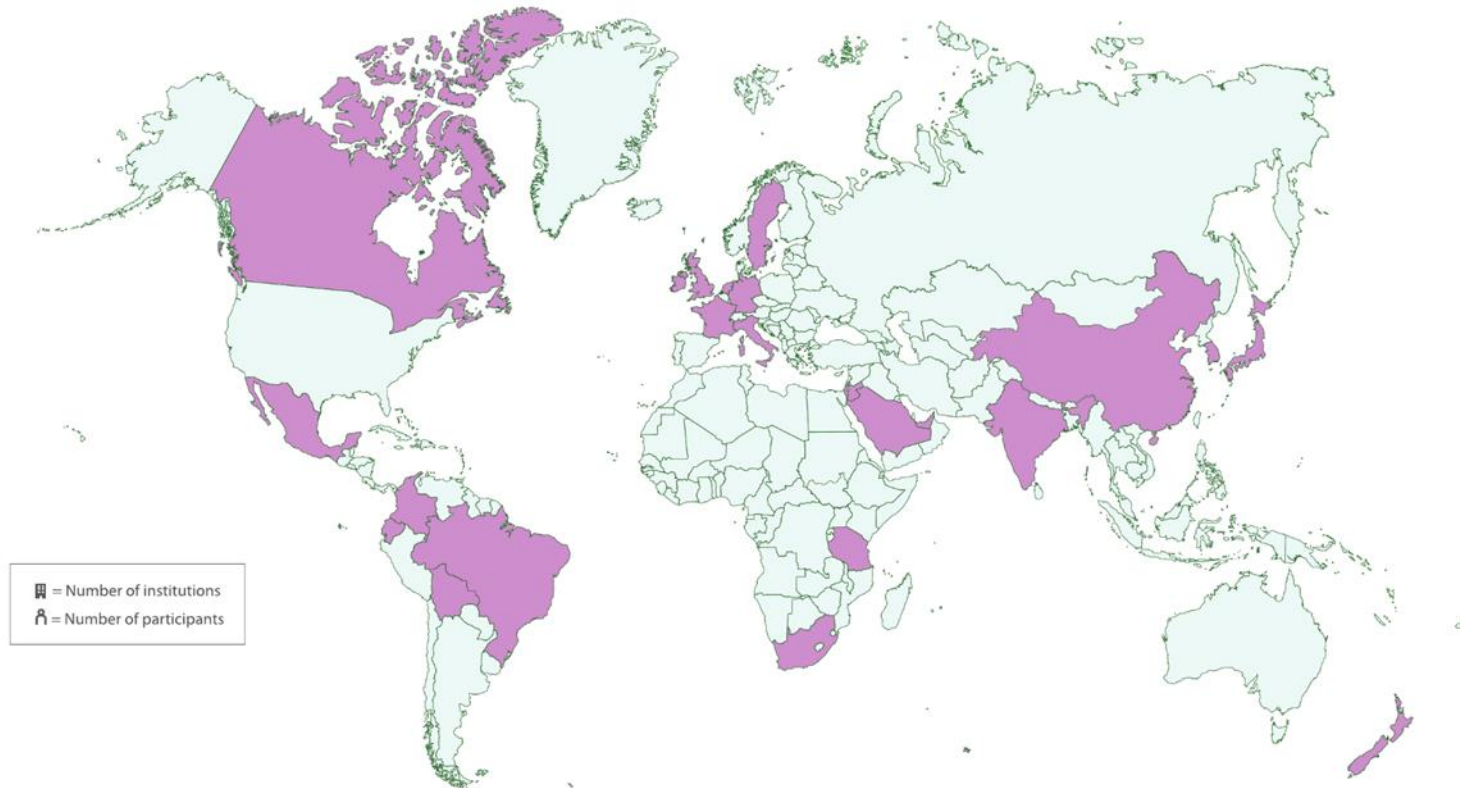 = Number of institutions
= Number of participants